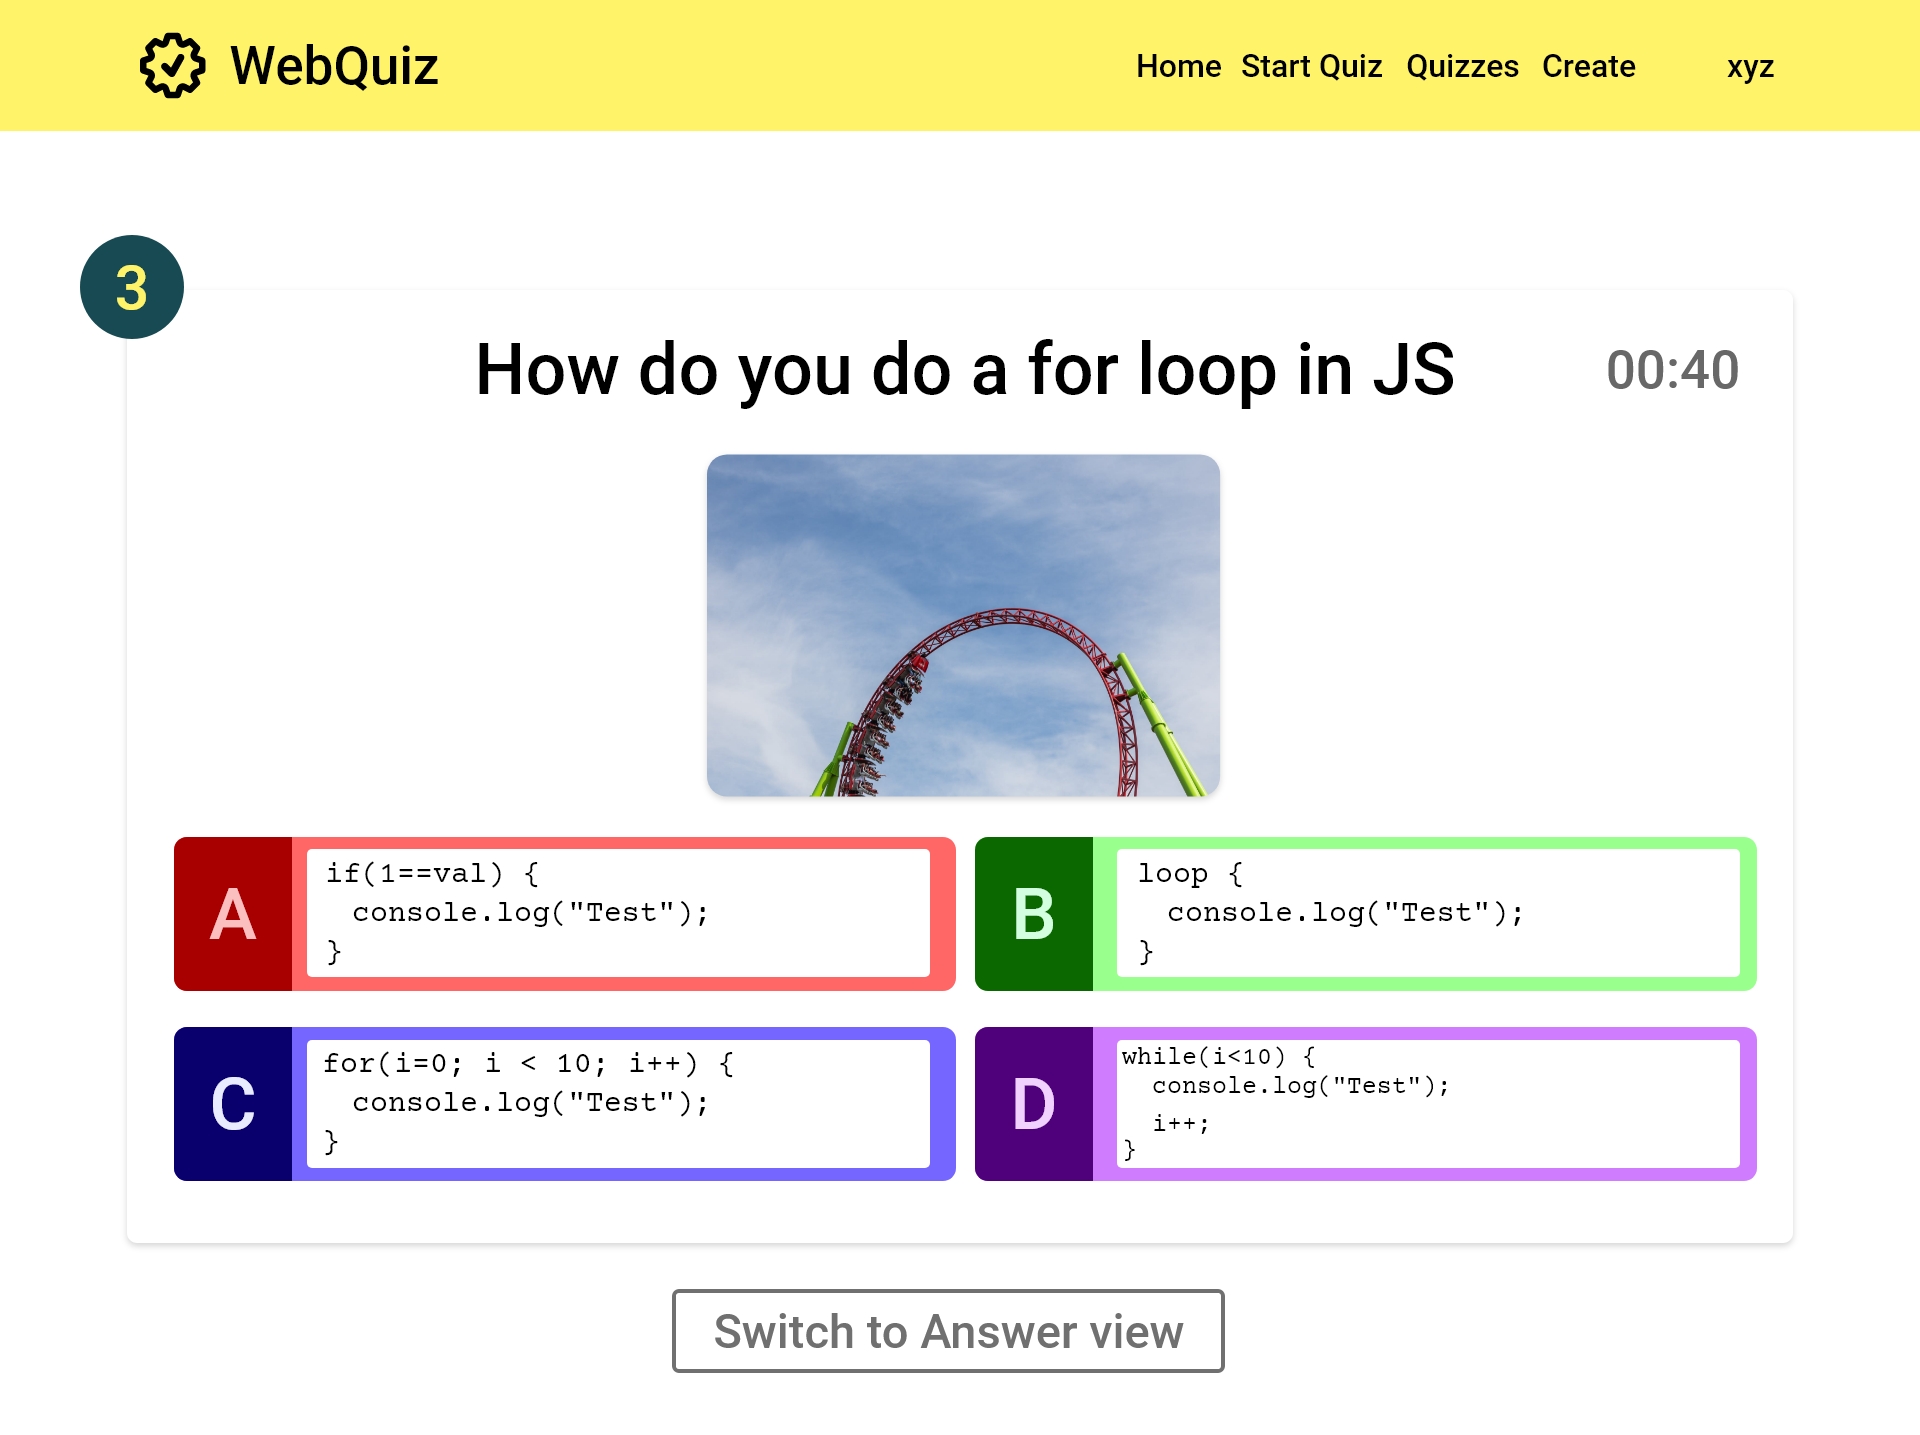 WebQuiz
Home Start Quiz Quizzes Create xyz
3
How do you do a for loop in JS
00:40
A
if(1==val) {
  console.log("Test");
}
B
loop {
  console.log("Test");
}
C
for(i=0; i < 10; i++) {
  console.log("Test");
}
D
while(i<10) {
  console.log("Test");
  i++;
}
Switch to Answer view